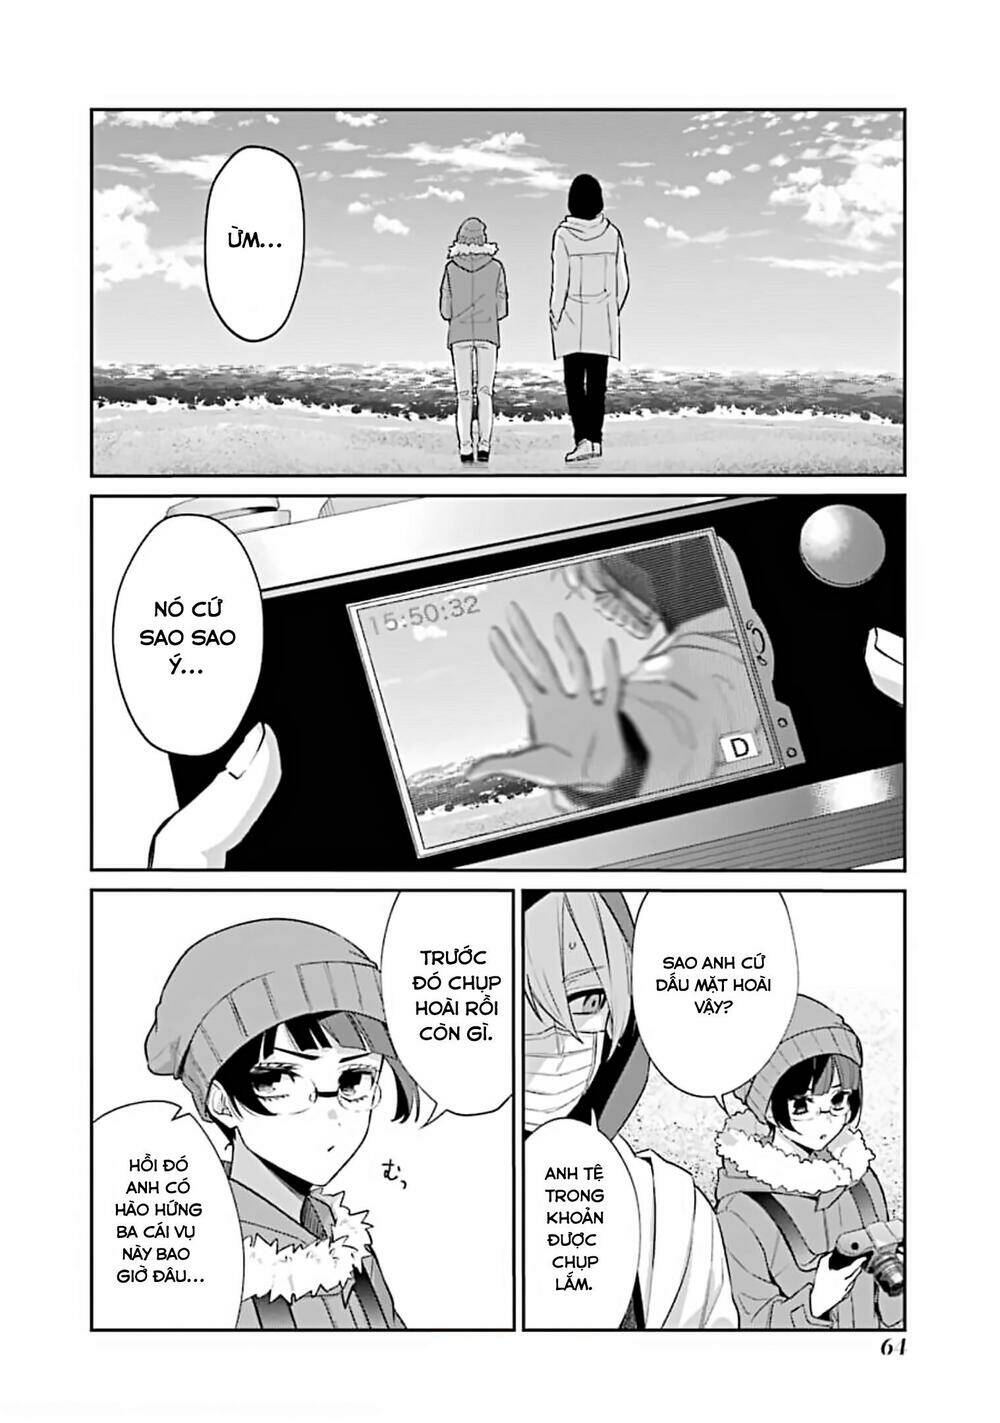 ỪM...
NÓ CỨ
SAO SAO
Ý...
15:50:32
D
SAO ANH CỨ
DẤU MẶT HOÀI
VẬY?
ANH TỆ
TRONG
KHOẢN
ĐƯỢC
CHỤP
LẮM.
TRƯỚC
ĐÓ CHỤP
HOÀI RỒI
CÒN GÌ.
むっ
HỒI ĐÓ
ANH CÓ
HÀO HỨNG
BA CÁI VỤ
NÀY BAO
GIỜ ĐÂU...
64